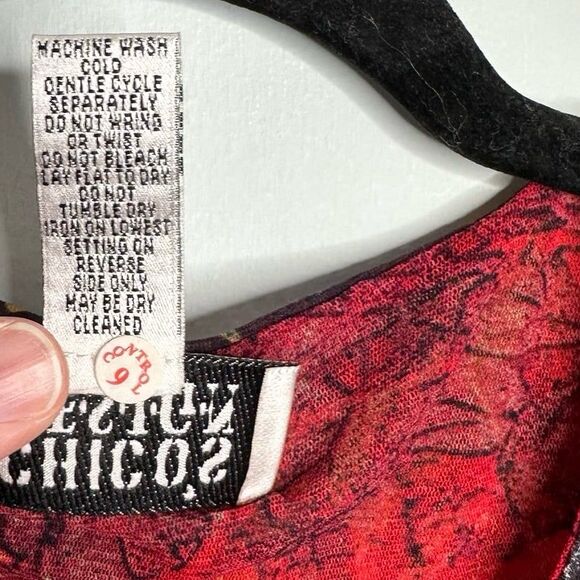 MACHINE WASH
COLD
GENTLE CYCLE
SEPARATELY
DO NOT WRING
OR TWIST
DO NOT BLEACH
LAY FLAT TO DRY
DO NOT
TUMBLE DRY
IRON ON LOWEST
SETTING ON
REVERSE
SIDE ONLY
MAY BE DRY
CLEANED
CONTROL
9
CHICO'S